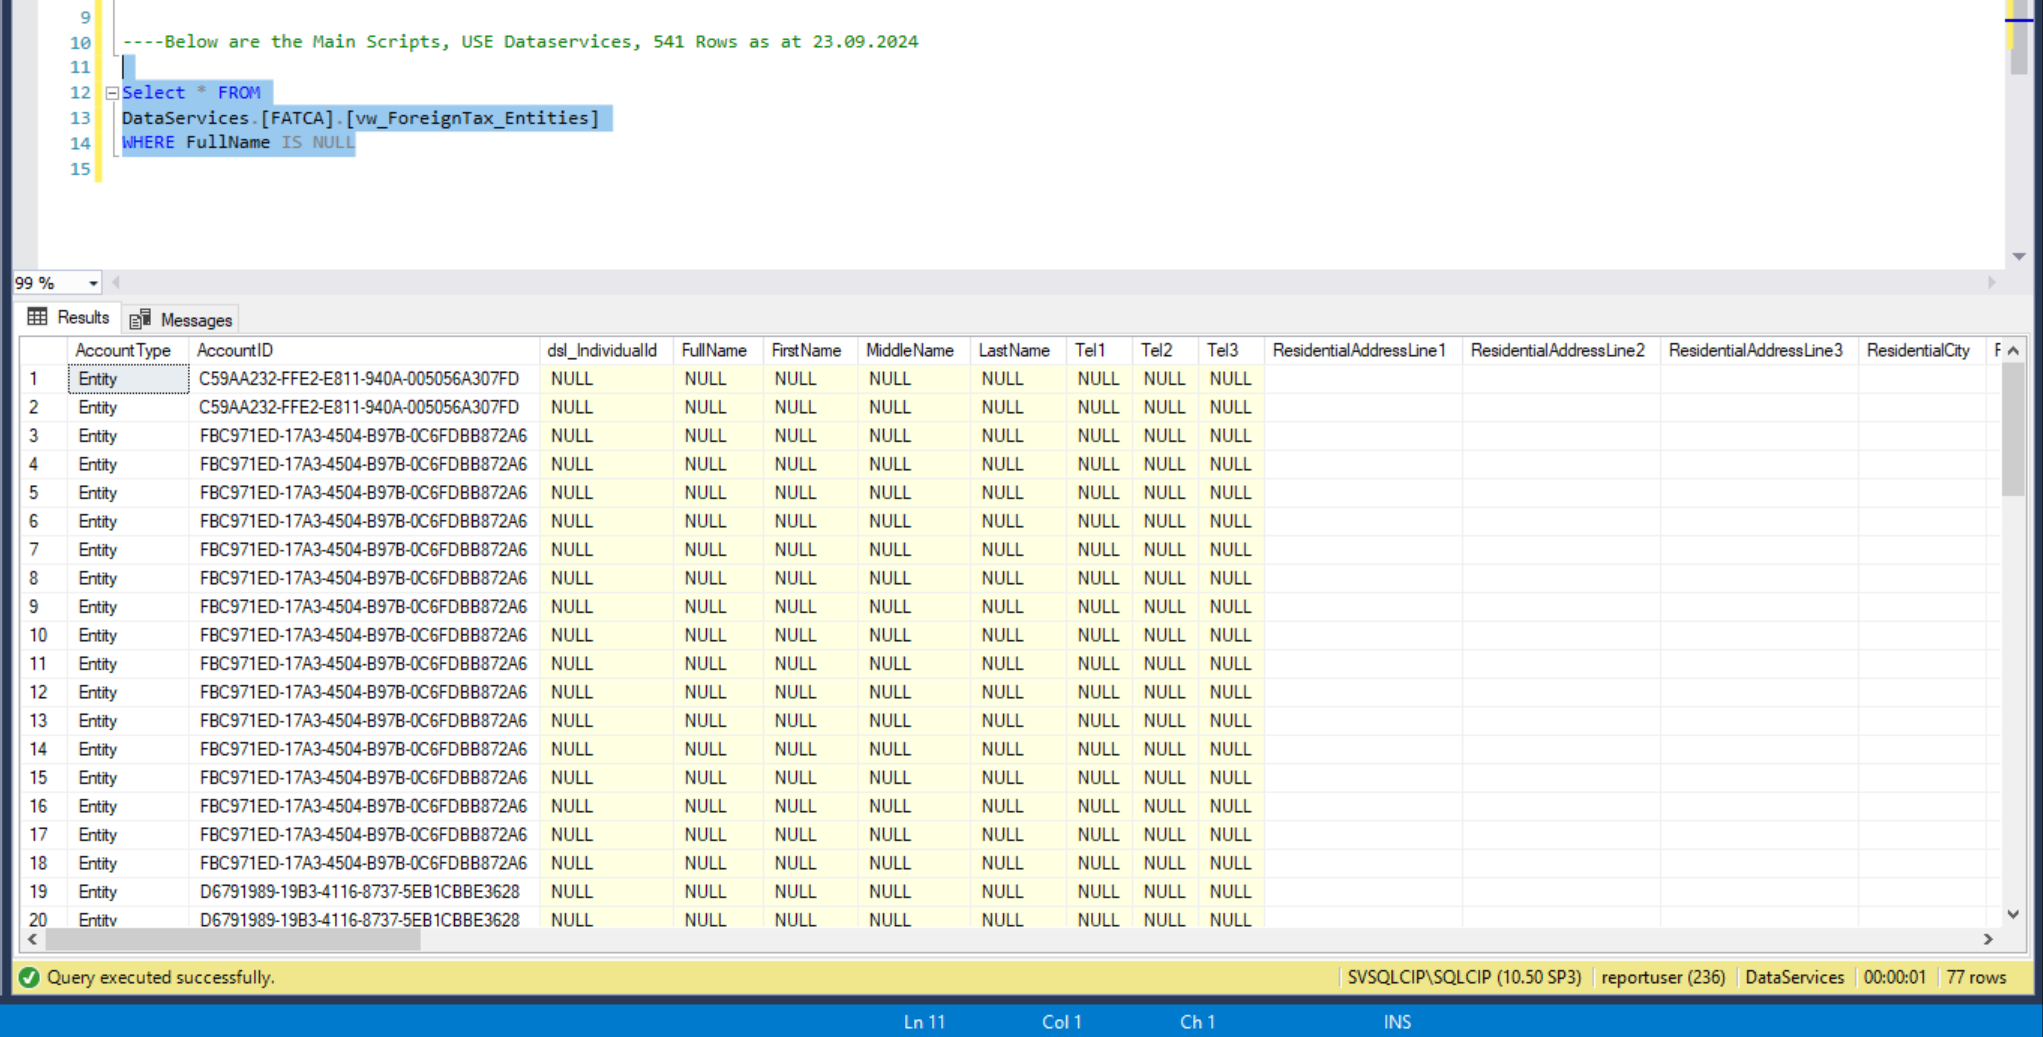 9
10 ----Below are the Main Scripts, USE Dataservices, 541 Rows as at 23.09.2024
11
12 Select * FROM
13 DataServices.[FATCA].[vw_ForeignTax_Entities]
14 WHERE FullName IS NULL
15
99 %
Results Messages
AccountType AccountID dsl_IndividualId FullName FirstName MiddleName LastName Tel1 Tel2 Tel3 ResidentialAddressLine1 ResidentialAddressLine2 ResidentialAddressLine3 ResidentialCity
1 Entity C59AA232-FFE2-E811-940A-005056A307FD NULL NULL NULL NULL NULL NULL NULL NULL
2 Entity C59AA232-FFE2-E811-940A-005056A307FD NULL NULL NULL NULL NULL NULL NULL NULL
3 Entity FBC971ED-17A3-4504-B97B-0C6FDBB872A6 NULL NULL NULL NULL NULL NULL NULL NULL
4 Entity FBC971ED-17A3-4504-B97B-0C6FDBB872A6 NULL NULL NULL NULL NULL NULL NULL NULL
5 Entity FBC971ED-17A3-4504-B97B-0C6FDBB872A6 NULL NULL NULL NULL NULL NULL NULL NULL
6 Entity FBC971ED-17A3-4504-B97B-0C6FDBB872A6 NULL NULL NULL NULL NULL NULL NULL NULL
7 Entity FBC971ED-17A3-4504-B97B-0C6FDBB872A6 NULL NULL NULL NULL NULL NULL NULL NULL
8 Entity FBC971ED-17A3-4504-B97B-0C6FDBB872A6 NULL NULL NULL NULL NULL NULL NULL NULL
9 Entity FBC971ED-17A3-4504-B97B-0C6FDBB872A6 NULL NULL NULL NULL NULL NULL NULL NULL
10 Entity FBC971ED-17A3-4504-B97B-0C6FDBB872A6 NULL NULL NULL NULL NULL NULL NULL NULL
11 Entity FBC971ED-17A3-4504-B97B-0C6FDBB872A6 NULL NULL NULL NULL NULL NULL NULL NULL
12 Entity FBC971ED-17A3-4504-B97B-0C6FDBB872A6 NULL NULL NULL NULL NULL NULL NULL NULL
13 Entity FBC971ED-17A3-4504-B97B-0C6FDBB872A6 NULL NULL NULL NULL NULL NULL NULL NULL
14 Entity FBC971ED-17A3-4504-B97B-0C6FDBB872A6 NULL NULL NULL NULL NULL NULL NULL NULL
15 Entity FBC971ED-17A3-4504-B97B-0C6FDBB872A6 NULL NULL NULL NULL NULL NULL NULL NULL
16 Entity FBC971ED-17A3-4504-B97B-0C6FDBB872A6 NULL NULL NULL NULL NULL NULL NULL NULL
17 Entity FBC971ED-17A3-4504-B97B-0C6FDBB872A6 NULL NULL NULL NULL NULL NULL NULL NULL
18 Entity FBC971ED-17A3-4504-B97B-0C6FDBB872A6 NULL NULL NULL NULL NULL NULL NULL NULL
19 Entity D6791989-19B3-4116-8737-5EB1CBBE3628 NULL NULL NULL NULL NULL NULL NULL NULL
20 Entity D6791989-19B3-4116-8737-5EB1CBBE3628 NULL NULL NULL NULL NULL NULL NULL NULL
Query executed successfully. SVSQLCIP\SQLCIP (10.50 SP3) reportuser (236) DataServices 00:00:01 77 rows
Ln 11 Col 1 Ch 1 INS